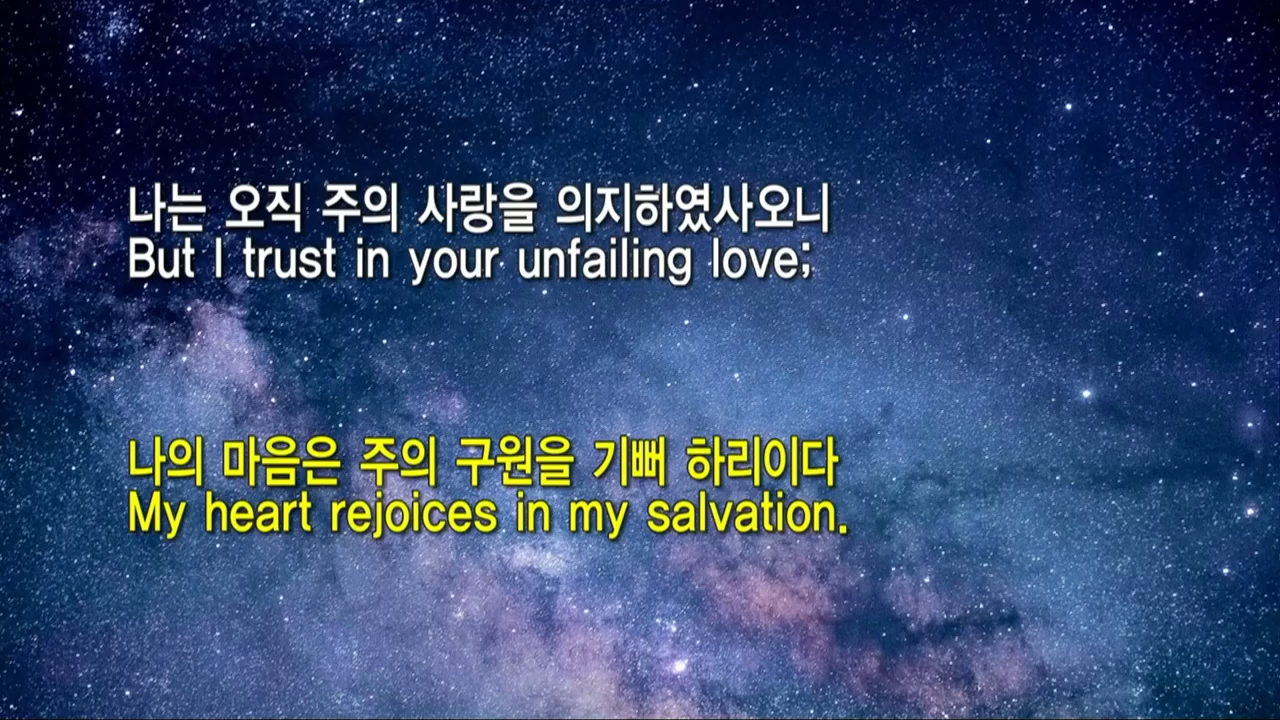 나는 오직 주의 사랑을 의지하였사오니
But I trust in your unfailing love;
나의 마음은 주의 구원을 기뻐 하리이다
My heart rejoices in my salvation.